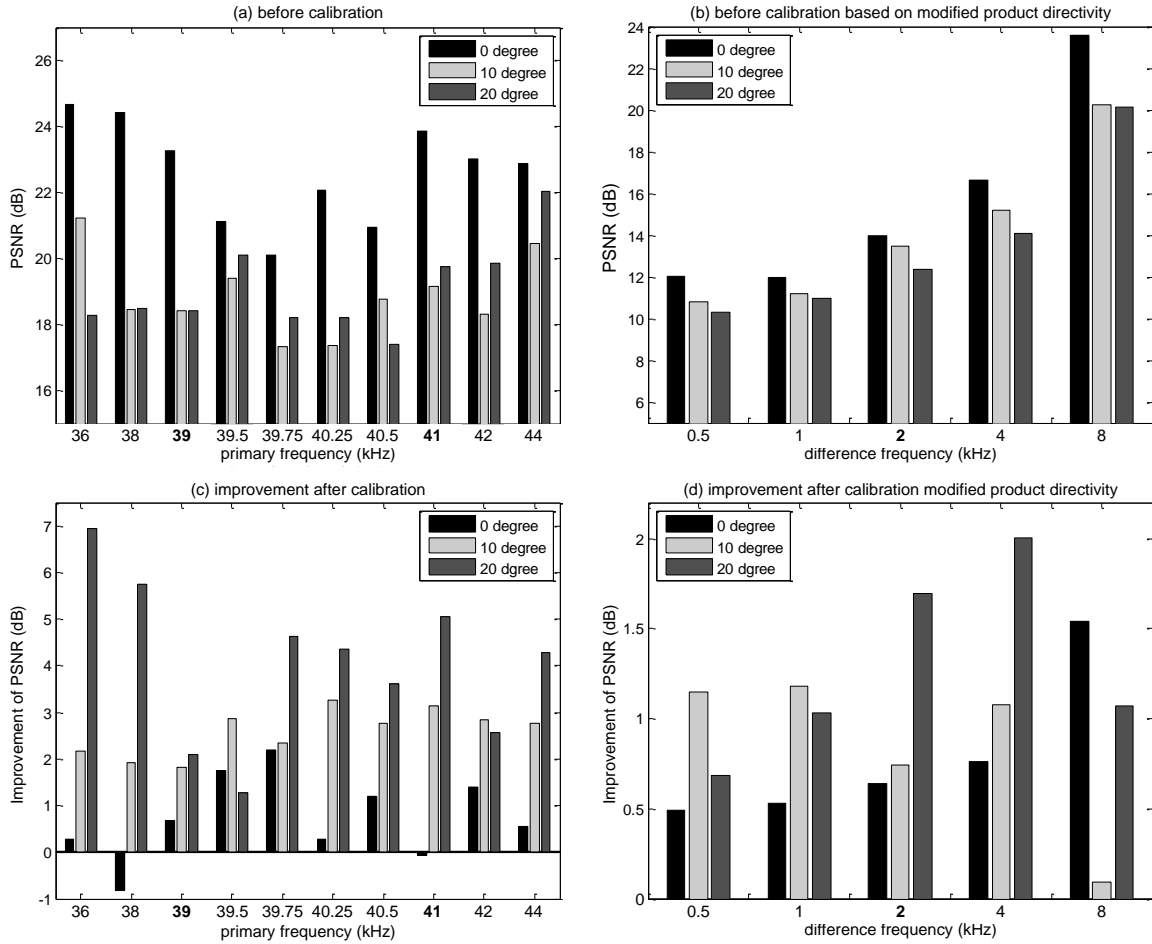 (a) before calibration
PSNR (dB)
26
24
22
20
18
16
0 degree
10 degree
20 dgree
36 38 39 39.5 39.75 40.25 40.5 41 42 44
primary frequency (kHz)
(b) before calibration based on modified product directivity
PSNR (dB)
24
22
20
18
16
14
12
10
8
6
0 degree
10 degree
20 dgree
0.5 1 2 4 8
difference frequency (kHz)
(c) improvement after calibration
Improvement of PSNR (dB)
7
6
5
4
3
2
1
0
-1
0 degree
10 degree
20 dgree
36 38 39 39.5 39.75 40.25 40.5 41 42 44
primary frequency (kHz)
(d) improvement after calibration modified product directivity
Improvement of PSNR (dB)
2
1.5
1
0.5
0
0 degree
10 degree
20 dgree
0.5 1 2 4 8
difference frequency (kHz)